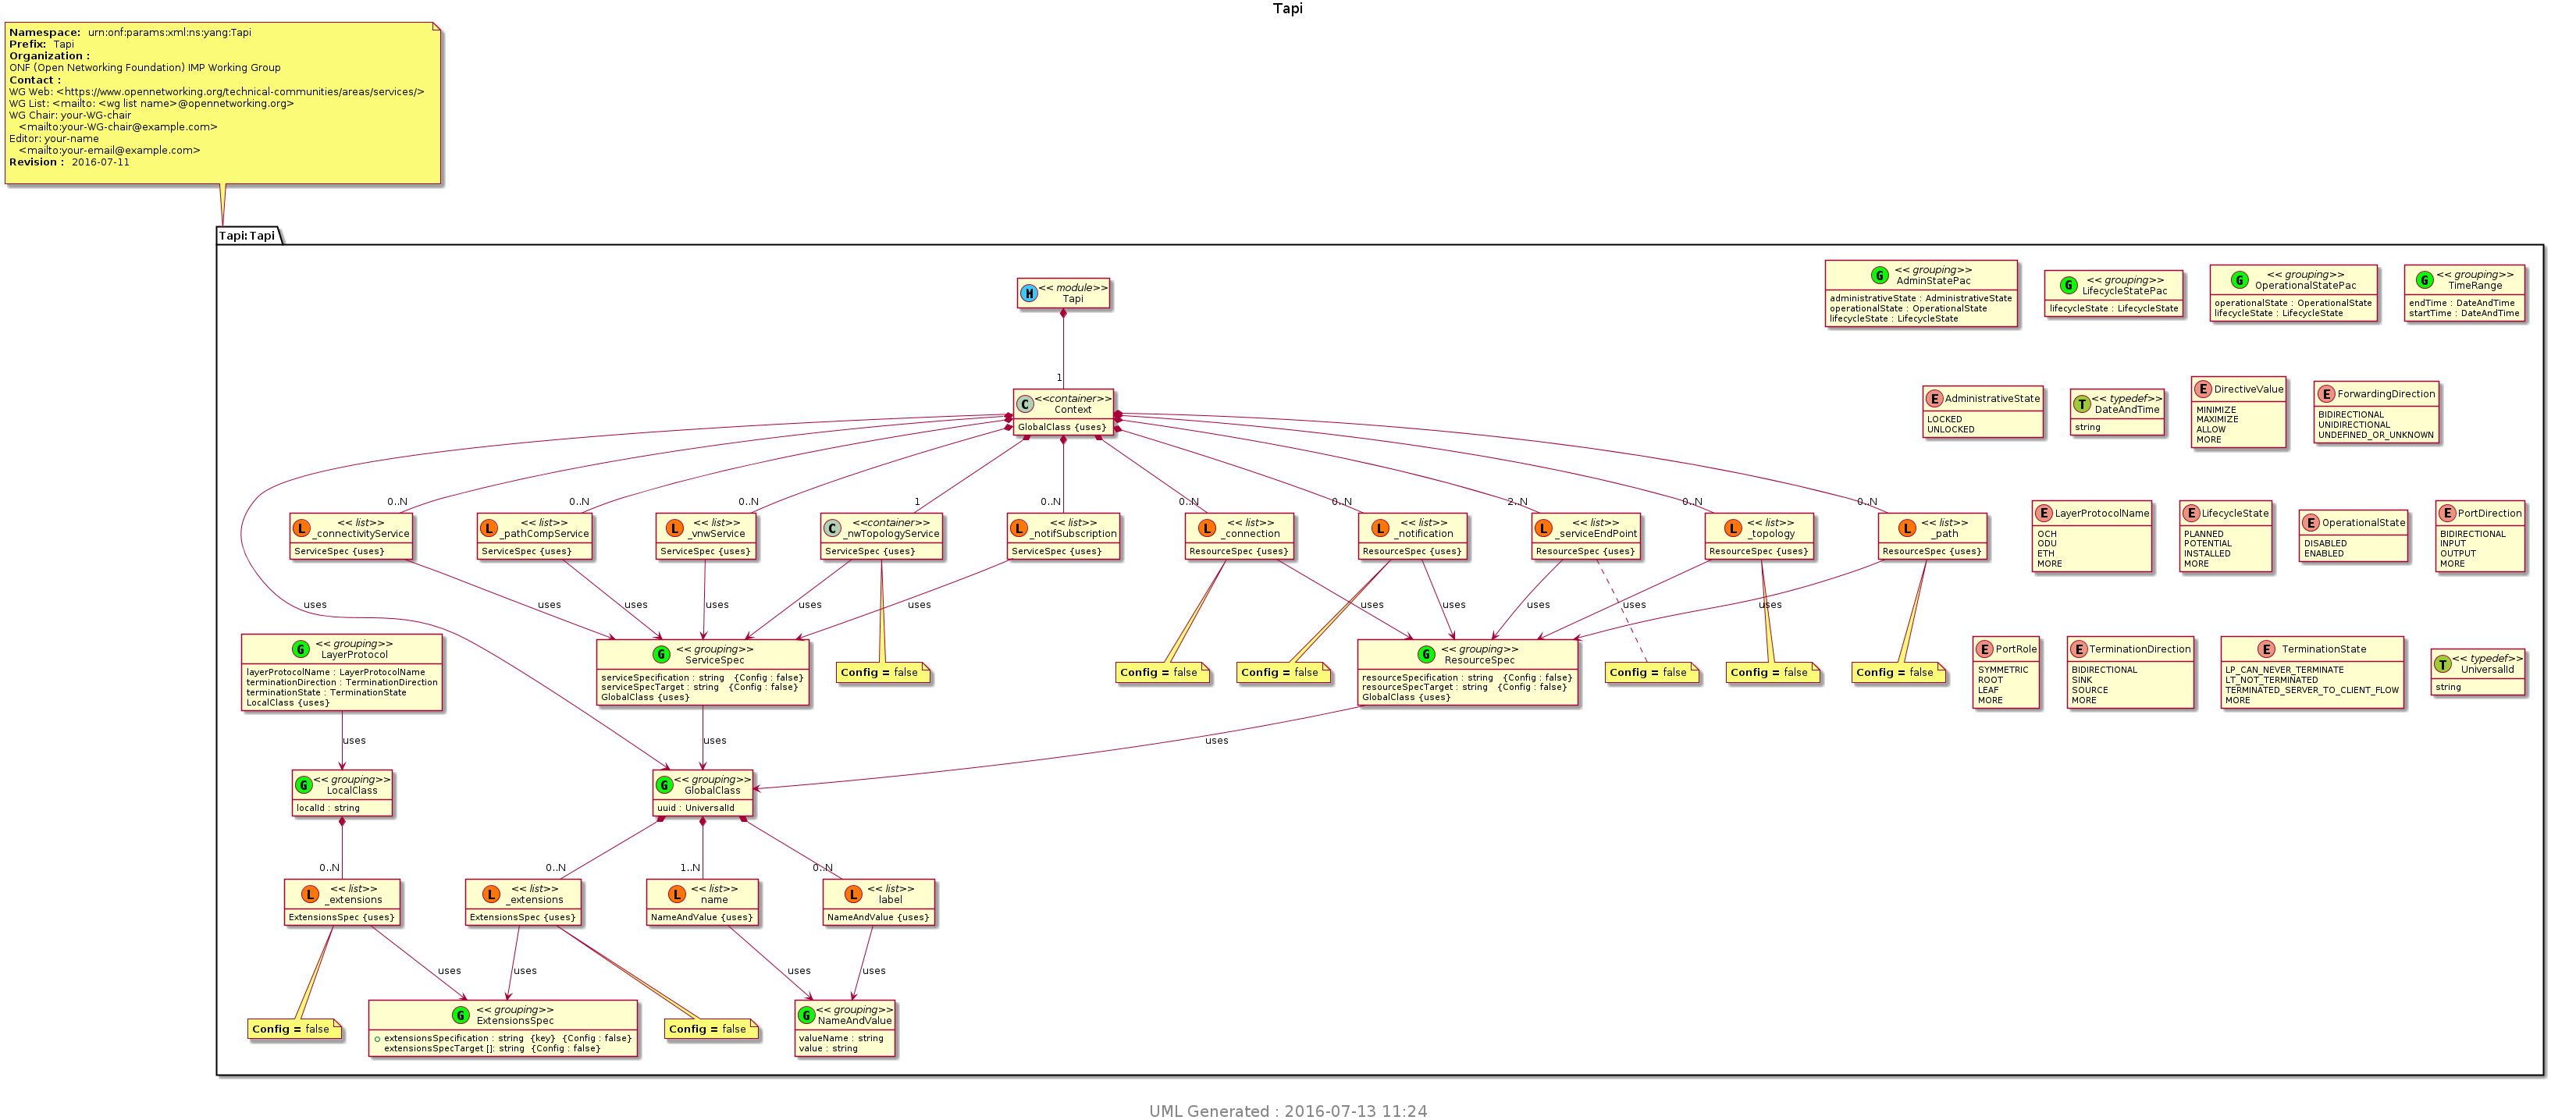 Tapi
Namespace: urn:onf:params:xml:ns:yang:Tapi
Prefix: Tapi
Organization :
ONF (Open Networking Foundation) IMP Working Group
Contact :
WG Web: <https://www.opennetworking.org/technical-communities/areas/services/>
WG List: <mailto: <wg list name>@opennetworking.org>
WG Chair: your-WG-chair
<mailto:your-WG-chair@example.com>
Editor: your-name
<mailto:your-email@example.com>
Revision : 2016-07-11
Tapi:Tapi
M << module>>
Tapi
1
C <<container>>
Context
GlobalClass {uses}
G << grouping>>
AdminStatePac
administrativeState : AdministrativeState
operationalState : OperationalState
lifecycleState : LifecycleState
G << grouping>>
LifecycleStatePac
lifecycleState : LifecycleState
G << grouping>>
OperationalStatePac
operationalState : OperationalState
lifecycleState : LifecycleState
G << grouping>>
TimeRange
endTime : DateAndTime
startTime : DateAndTime
E AdministrativeState
LOCKED
UNLOCKED
T << typedef>>
DateAndTime
string
E DirectiveValue
MINIMIZE
MAXIMIZE
ALLOW
MORE
E ForwardingDirection
BIDIRECTIONAL
UNIDIRECTIONAL
UNDEFINED_OR_UNKNOWN
0..N
L << list>>
_connectivityService
ServiceSpec {uses}
0..N
L << list>>
_pathCompService
ServiceSpec {uses}
0..N
L << list>>
_vnwService
ServiceSpec {uses}
1
C <<container>>
_nwTopologyService
ServiceSpec {uses}
0..N
L << list>>
_notifSubscription
ServiceSpec {uses}
0..N
L << list>>
_connection
ResourceSpec {uses}
0..N
L << list>>
_notification
ResourceSpec {uses}
2..N
L << list>>
_serviceEndPoint
ResourceSpec {uses}
0..N
L << list>>
_topology
ResourceSpec {uses}
0..N
L << list>>
_path
ResourceSpec {uses}
E LayerProtocolName
OCH
ODU
ETH
MORE
E LifecycleState
PLANNED
POTENTIAL
INSTALLED
MORE
E OperationalState
DISABLED
ENABLED
E PortDirection
BIDIRECTIONAL
INPUT
OUTPUT
MORE
uses
uses
uses
uses
uses
uses
uses
uses
uses
uses
uses
G << grouping>>
LayerProtocol
layerProtocolName : LayerProtocolName
terminationDirection : TerminationDirection
terminationState : TerminationState
LocalClass {uses}
G << grouping>>
ServiceSpec
serviceSpecification : string {Config : false}
serviceSpecTarget : string {Config : false}
GlobalClass {uses}
Config = false
Config = false
Config = false
G << grouping>>
ResourceSpec
resourceSpecification : string {Config : false}
resourceSpecTarget : string {Config : false}
GlobalClass {uses}
Config = false
Config = false
Config = false
E PortRole
SYMMETRIC
ROOT
LEAF
MORE
E TerminationDirection
BIDIRECTIONAL
SINK
SOURCE
MORE
E TerminationState
LP_CAN_NEVER_TERMINATE
LT_NOT_TERMINATED
TERMINATED_SERVER_TO_CLIENT_FLOW
MORE
T << typedef>>
UniversalId
string
uses
uses
uses
G << grouping>>
LocalClass
localId : string
G << grouping>>
GlobalClass
uuid : UniversalId
0..N
L << list>>
_extensions
ExtensionsSpec {uses}
0..N
L << list>>
_extensions
ExtensionsSpec {uses}
1..N
L << list>>
name
NameAndValue {uses}
0..N
L << list>>
label
NameAndValue {uses}
uses
uses
uses
uses
Config = false
G << grouping>>
ExtensionsSpec
extensionsSpecification : string {key} {Config : false}
extensionsSpecTarget []: string {Config : false}
Config = false
G << grouping>>
NameAndValue
valueName : string
value : string
UML Generated : 2016-07-13 11:24